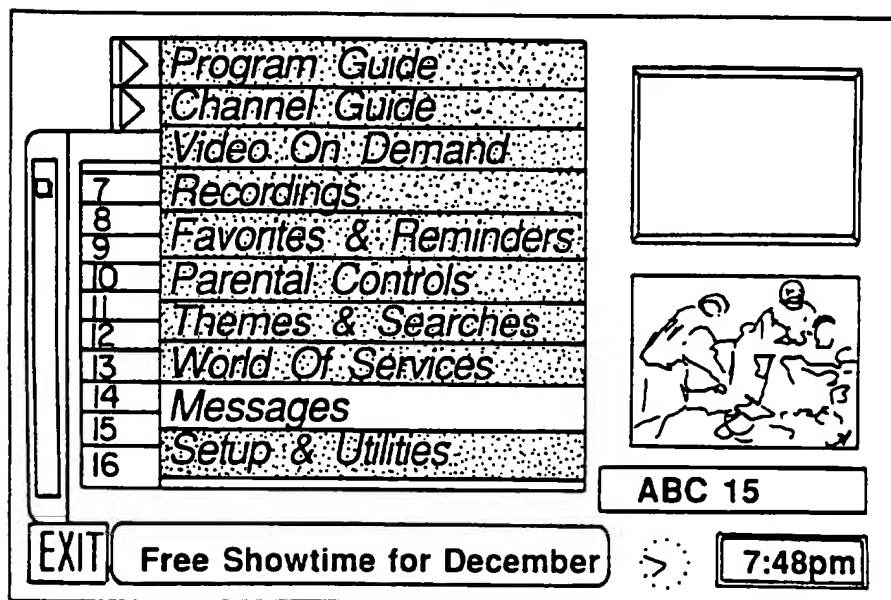 Program Guide
Channel Guide
Video On Demand
7 Recordings
8
9 Favorites & Reminders
10 Parental Controls
11
12 Themes & Searches
13 World Of Services
14 Messages
15
16 Setup & Utilities
ABC 15
EXIT Free Showtime for December 7:48pm